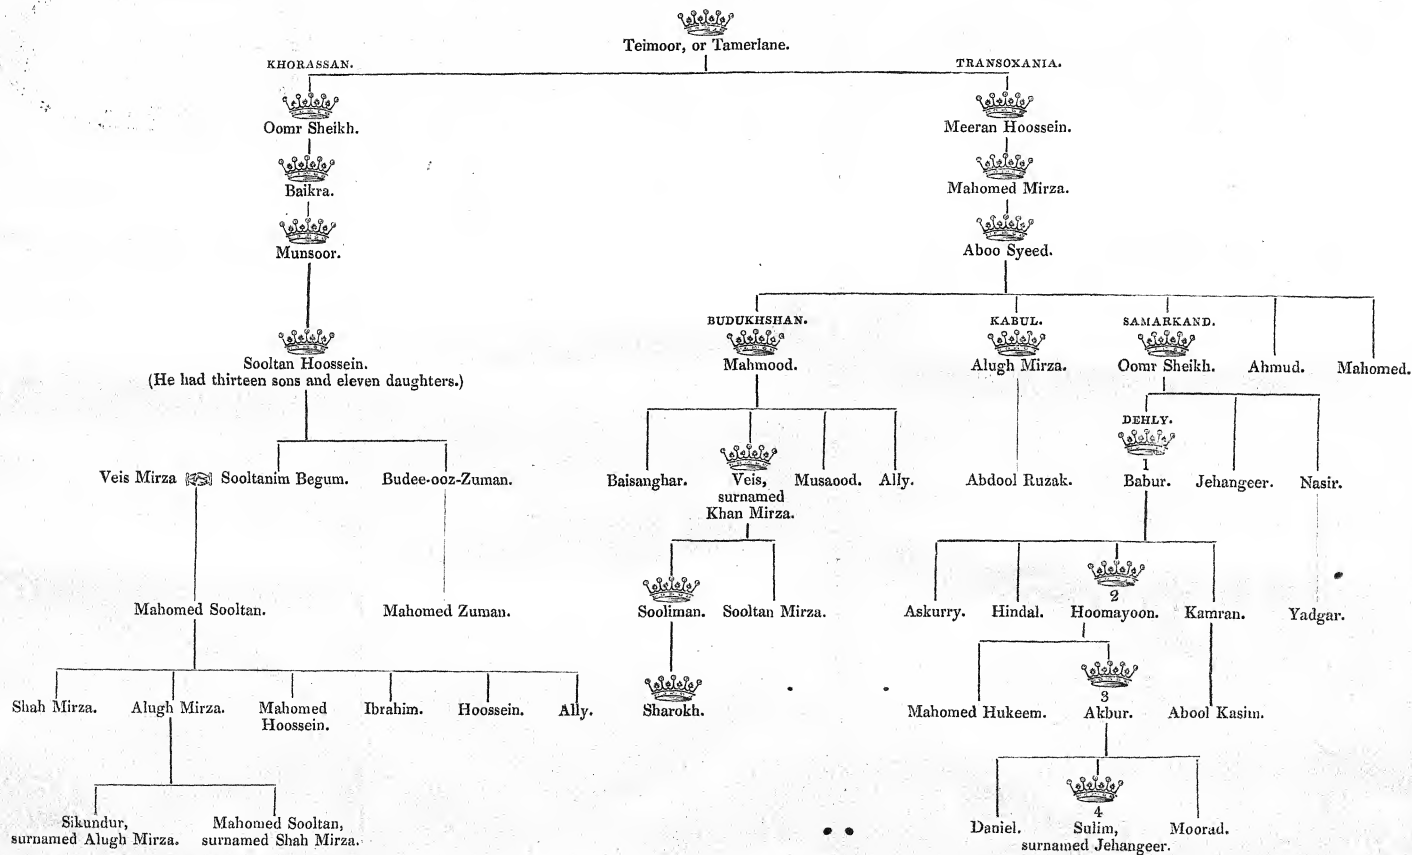 Teimoor, or Tamerlane.
KHORASSAN.
TRANSOXANIA.
Oomr Sheikh.
Meeran Hoossein.
Baikra.
Mahomed Mirza.
Munsoor.
Aboo Syeed.
BUDUKHSHAN.
KABUL.
SAMARKAND.
Sooltan Hoossein.
(He had thirteen sons and eleven daughters.)
Mahmood.
Alugh Mirza.
Oomr Sheikh.
Ahmud.
Mahomed.
DEHLY.
1
Veis Mirza
Sooltanim Begum.
Budee-ooz-Zuman.
Baisanghar.
Veis,
surnamed
Khan Mirza.
Musaood.
Ally.
Abdool Ruzak.
Babur.
Jehangeer.
Nasir.
2
Mahomed Sooltan.
Mahomed Zuman.
Sooliman.
Sooltan Mirza.
Askurry.
Hindal.
Hoomayoon.
Kamran.
Yadgar.
3
Shah Mirza.
Alugh Mirza.
Mahomed
Hoossein.
Ibrahim.
Hoossein.
Ally.
Sharokh.
Mahomed Hukeem.
Akbur.
Abool Kasim.
4
Sikundur,
surnamed Alugh Mirza.
Mahomed Sooltan,
surnamed Shah Mirza.
Daniel.
Sulim,
surnamed Jehangeer.
Moorad.